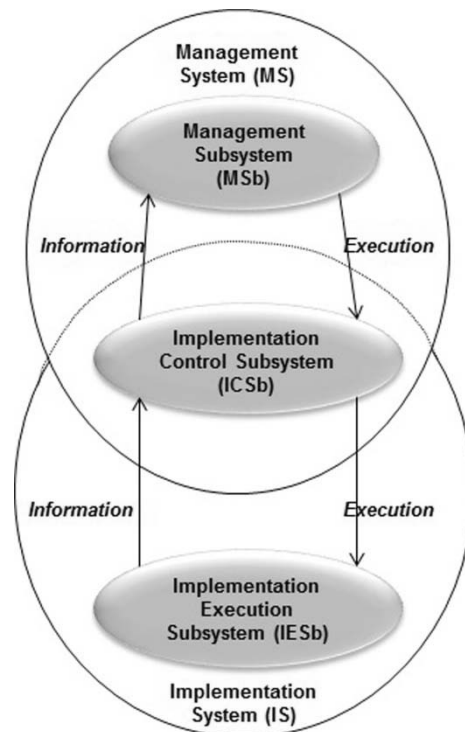 Management
System (MS)
Management
Subsystem
(MSb)
Information
Execution
Implementation
Control Subsystem
(ICSb)
Information
Execution
Implementation
Execution
Subsystem (IESb)
Implementation
System (IS)